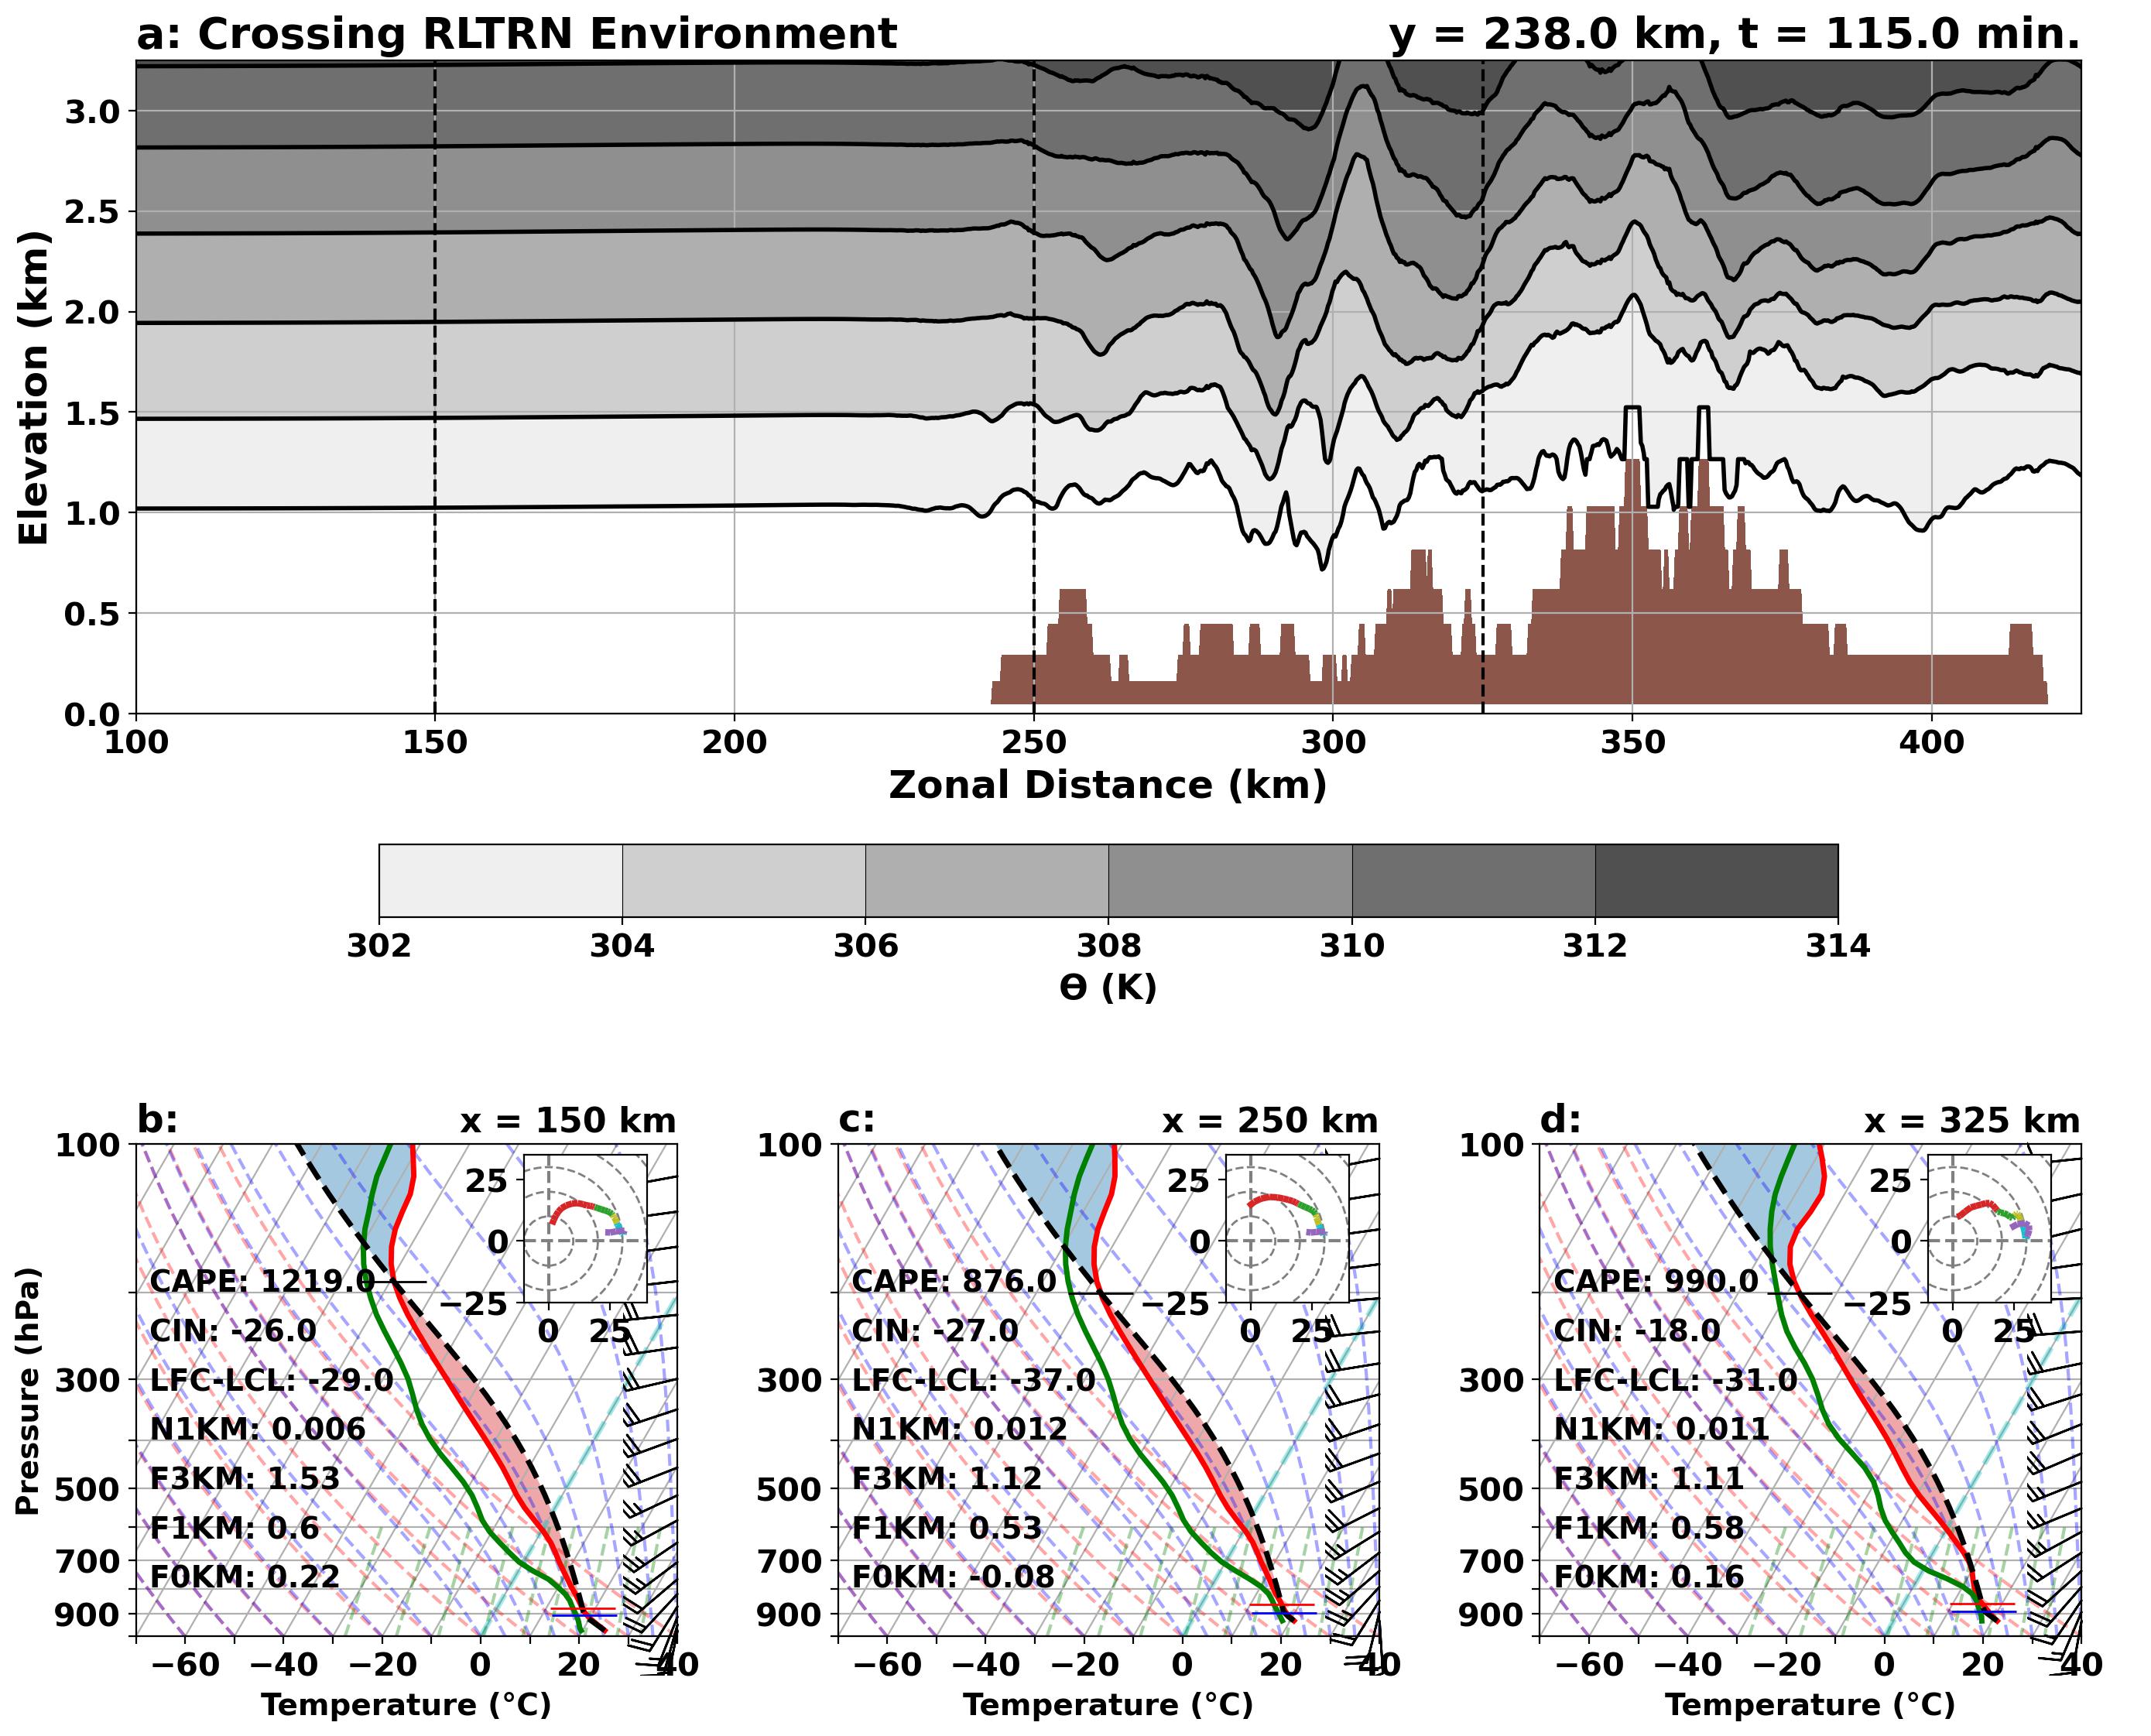 a: Crossing RLTRN Environment
y = 238.0 km, t = 115.0 min.
Elevation (km)
3.0
2.5
2.0
1.5
1.0
0.5
0.0
100 150 200 250 300 350 400
Zonal Distance (km)
302 304 306 308 310 312 314
Θ (K)
b:
x = 150 km
Pressure (hPa)
100
300
500
700
900
25
0
−25
0 25
CAPE: 1219.0
CIN: -26.0
LFC-LCL: -29.0
N1KM: 0.006
F3KM: 1.53
F1KM: 0.6
F0KM: 0.22
−60 −40 −20 0 20 40
Temperature (°C)
c:
x = 250 km
100
300
500
700
900
25
0
−25
0 25
CAPE: 876.0
CIN: -27.0
LFC-LCL: -37.0
N1KM: 0.012
F3KM: 1.12
F1KM: 0.53
F0KM: -0.08
−60 −40 −20 0 20 40
Temperature (°C)
d:
x = 325 km
100
300
500
700
900
25
0
−25
0 25
CAPE: 990.0
CIN: -18.0
LFC-LCL: -31.0
N1KM: 0.011
F3KM: 1.11
F1KM: 0.58
F0KM: 0.16
−60 −40 −20 0 20 40
Temperature (°C)